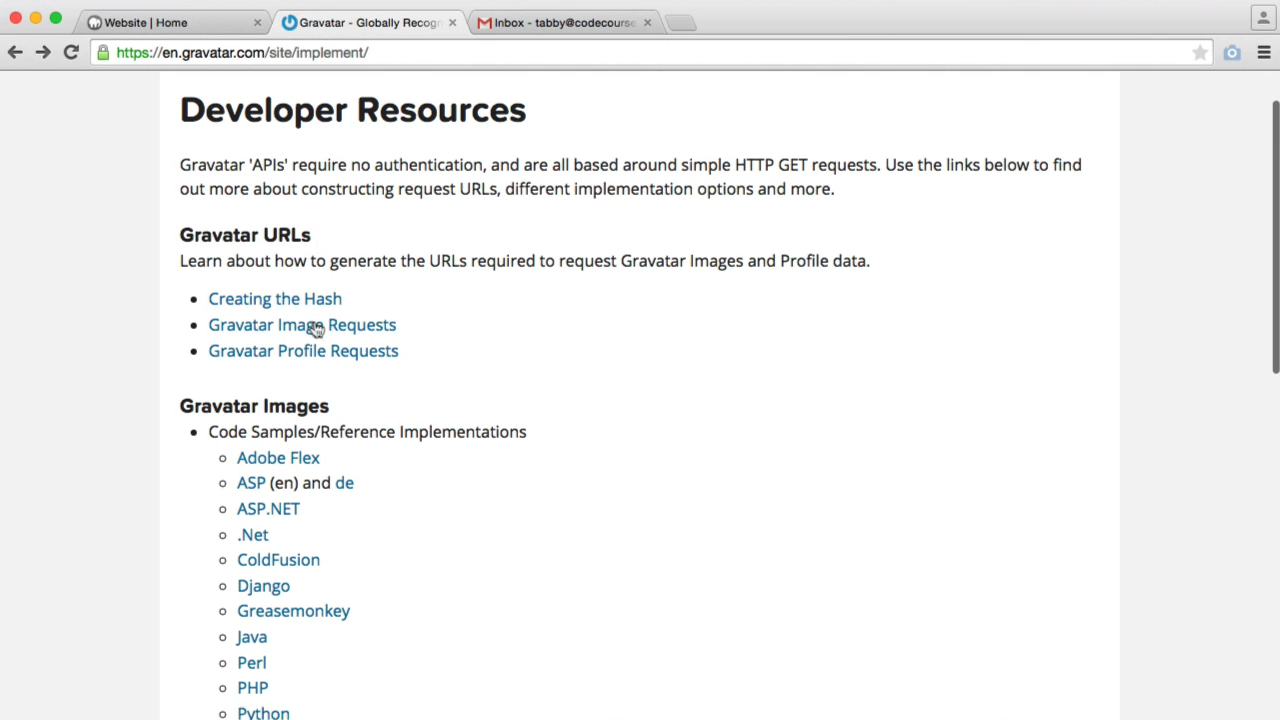 Website | Home
Gravatar - Globally Recogn
Inbox - tabby@codecourse.
https://en.gravatar.com/site/implement/
Developer Resources
Gravatar 'APIs' require no authentication, and are all based around simple HTTP GET requests. Use the links below to find
out more about constructing request URLs, different implementation options and more.
Gravatar URLs
Learn about how to generate the URLs required to request Gravatar Images and Profile data.
Creating the Hash
Gravatar Image Requests
Gravatar Profile Requests
Gravatar Images
Code Samples/Reference Implementations
Adobe Flex
ASP (en) and de
ASP.NET
.Net
ColdFusion
Django
Greasemonkey
Java
Perl
PHP
Python